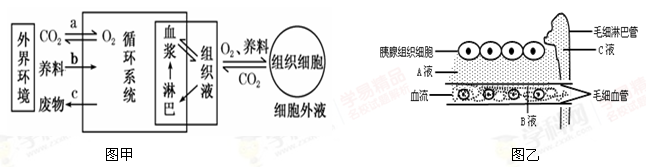 外界环境
CO₂
a
O₂
养料
b
废物
c
循环系统
血浆
淋巴
组织液
O₂、养料
CO₂
组织细胞
细胞外液
图甲
胰腺组织细胞
A液
血流
B液
毛细淋巴管
C液
毛细血管
图乙